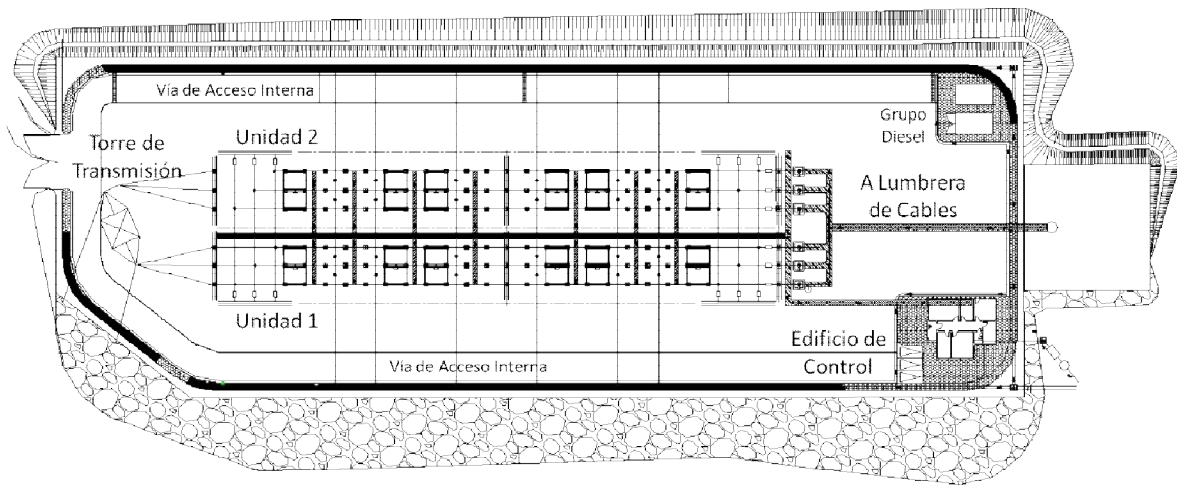 Vía de Acceso Interna
Grupo
Diesel
Torre de
Transmisión
Unidad 2
A Lumbrera
de Cables
Unidad 1
Edificio de
Control
Vía de Acceso Interna